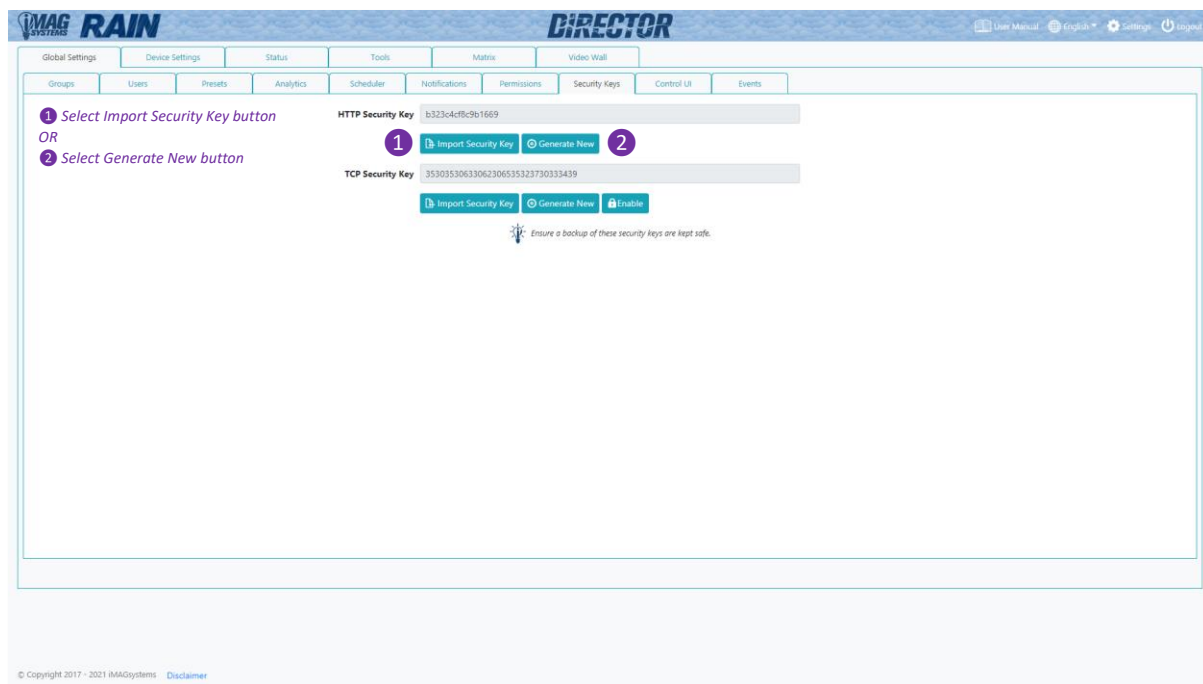 iMAG SYSTEMS RAIN DiRECTOR User Manual English Settings Logout
Global Settings Device Settings Status Tools Matrix Video Wall
Groups Users Presets Analytics Scheduler Notifications Permissions Security Keys Control UI Events
1 Select Import Security Key button
OR
2 Select Generate New button
HTTP Security Key b323c4cf8c9b1669
1 Import Security Key Generate New 2
TCP Security Key 35303530633062306535323730333439
Import Security Key Generate New Enable
Ensure a backup of these security keys are kept safe.
© Copyright 2017 - 2021 iMAGsystems Disclaimer